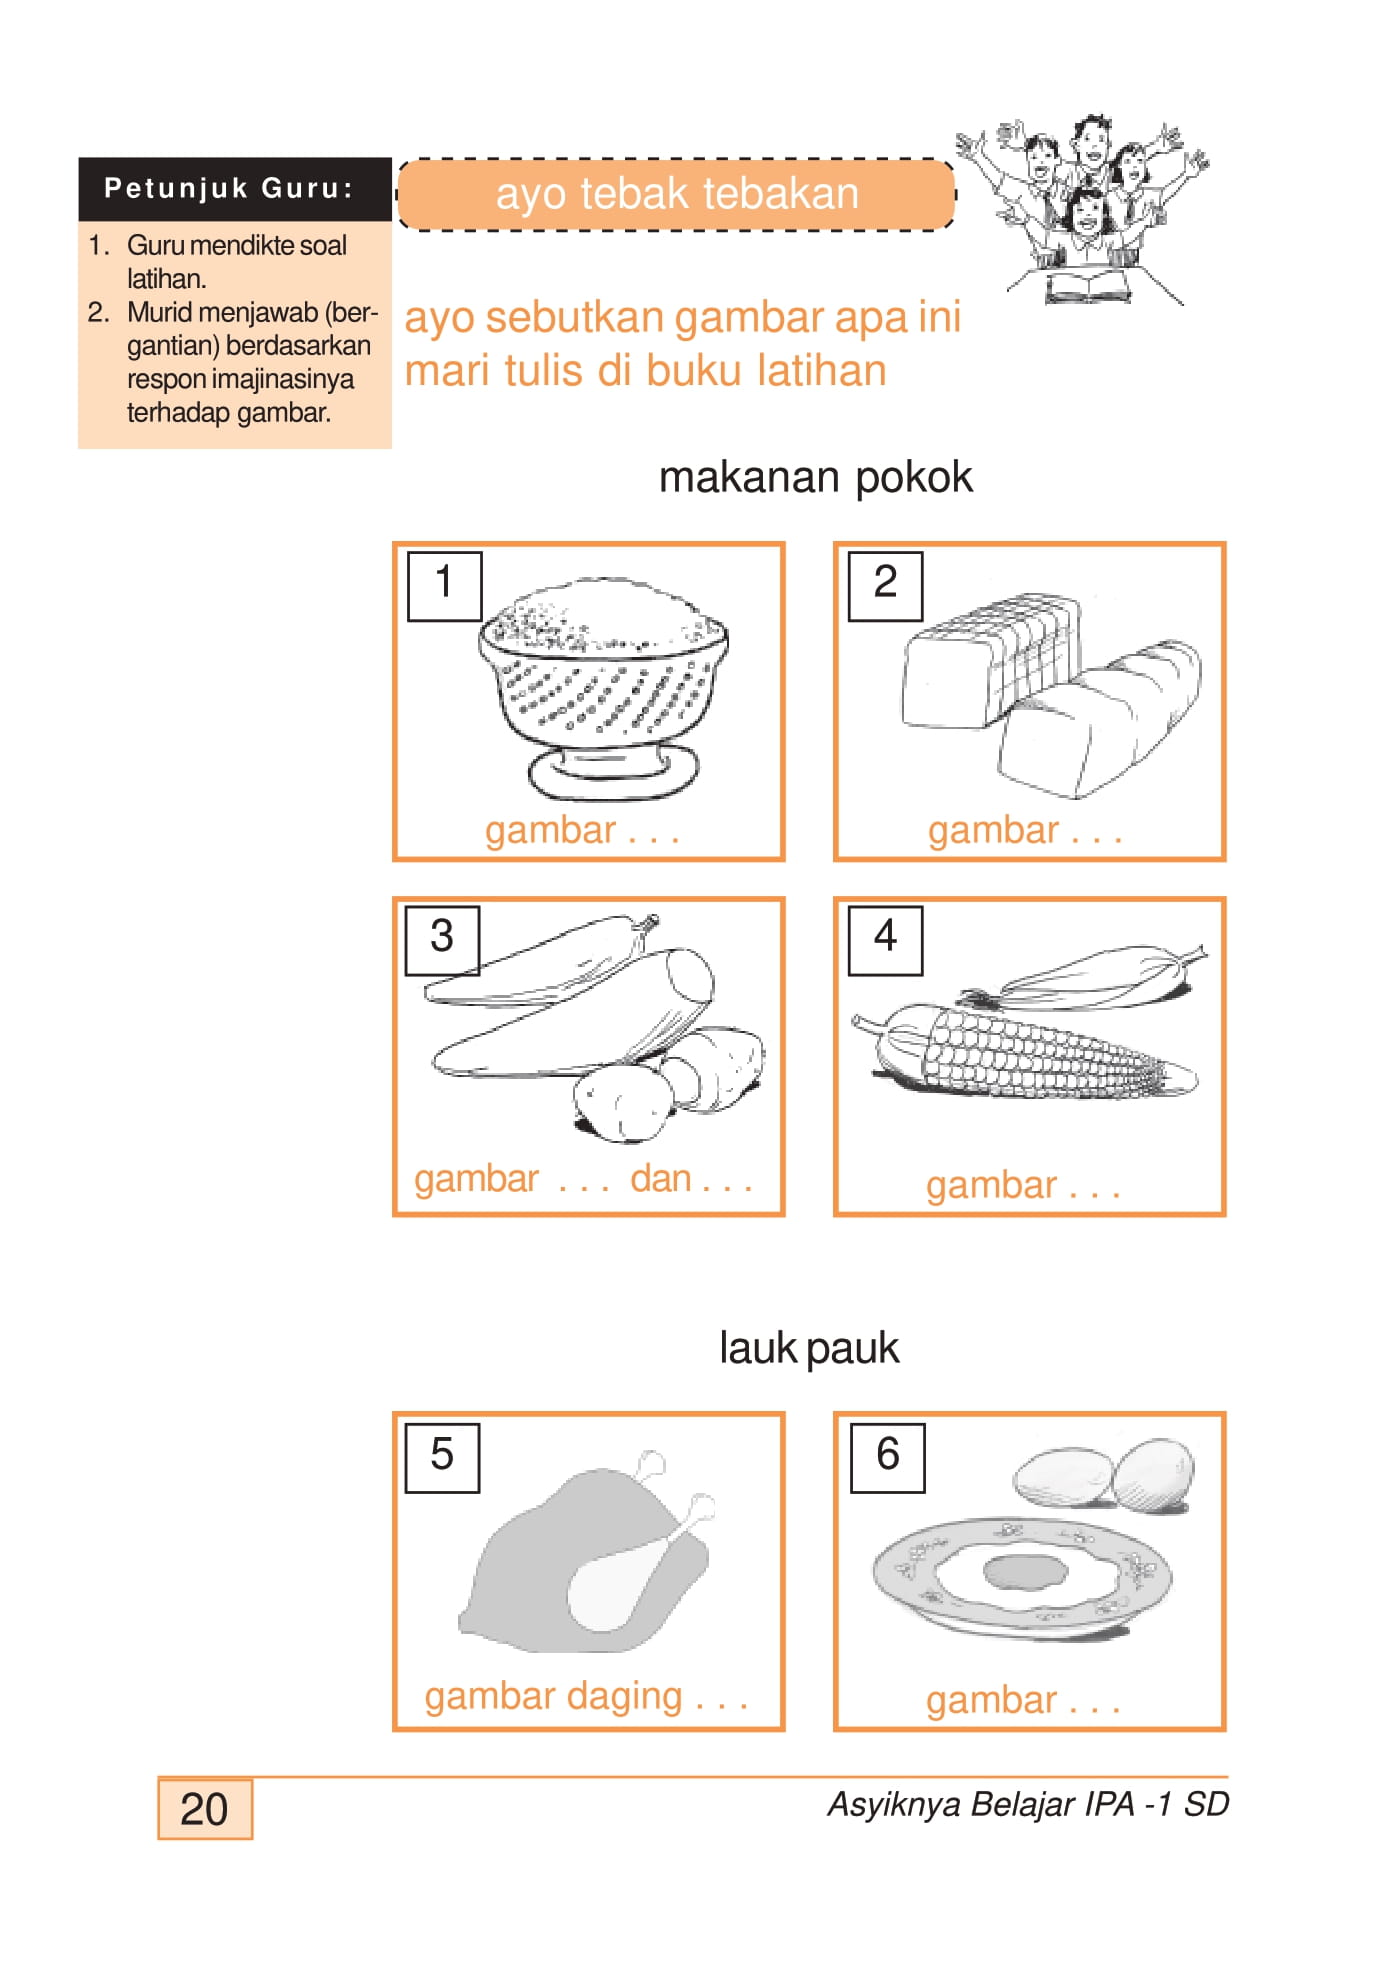 Petunjuk Guru:
1. Guru mendikte soal
latihan.
2. Murid menjawab (ber-
gantian) berdasarkan
respon imajinasinya
terhadap gambar.
ayo tebak tebakan
ayo sebutkan gambar apa ini
mari tulis di buku latihan
makanan pokok
1
gambar . . .
2
gambar . . .
3
gambar . . . dan . . .
4
gambar . . .
lauk pauk
5
gambar daging . . .
6
gambar . . .
20
Asyiknya Belajar IPA -1 SD